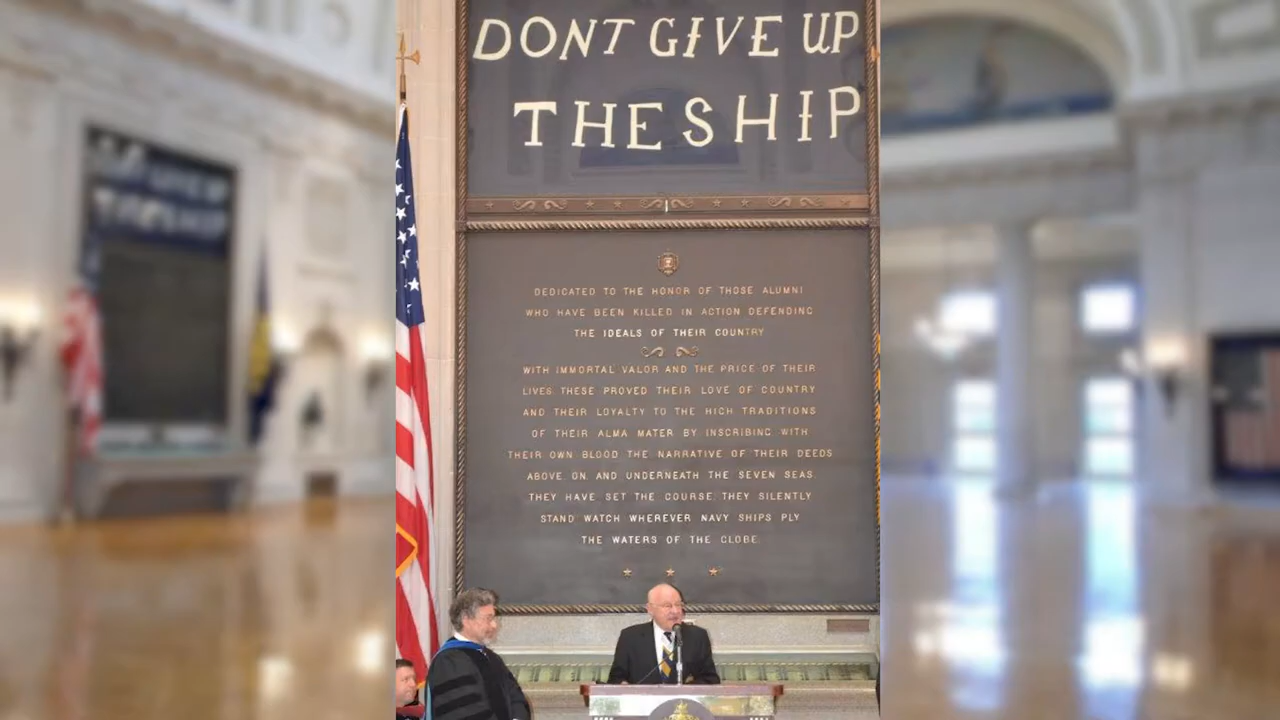 DONT GIVE UP
THE SHIP
DEDICATED TO THE HONOR OF THOSE ALUMNI
WHO HAVE BEEN KILLED IN ACTION DEFENDING
THE IDEALS OF THEIR COUNTRY
WITH IMMORTAL VALOR AND THE PRICE OF THEIR
LIVES THESE PROVED THEIR LOVE OF COUNTRY
AND THEIR LOYALTY TO THE HIGH TRADITIONS
OF THEIR ALMA MATER BY INSCRIBING WITH
THEIR OWN BLOOD THE NARRATIVE OF THEIR DEEDS
ABOVE, ON, AND UNDERNEATH THE SEVEN SEAS.
THEY HAVE SET THE COURSE. THEY SILENTLY
STAND WATCH WHEREVER NAVY SHIPS PLY
THE WATERS OF THE GLOBE.